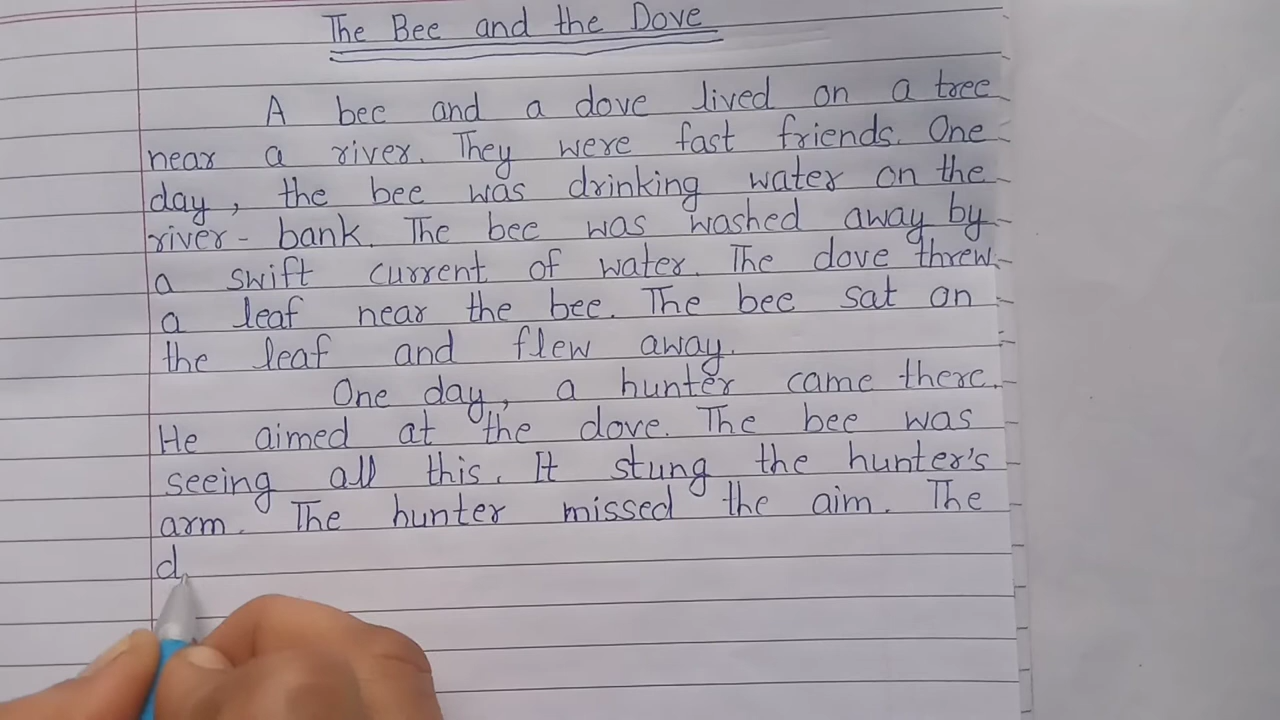 The Bee and the Dove
A bee and a dove lived on a tree
near a river. They were fast friends. One
day, the bee was drinking water on the
river- bank. The bee was washed away by
a swift current of water. The dove threw
a leaf near the bee. The bee sat on
the leaf and flew away.
One day, a hunter came there.
He aimed at the dove. The bee was
seeing all this. It stung the hunter's
arm. The hunter missed the aim. The
d